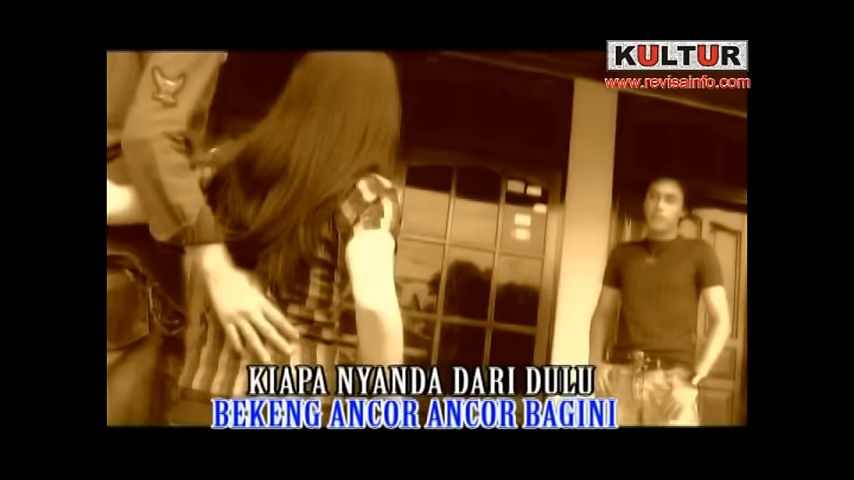 KULTUR
www.revisainfo.com
KIAPA NYANDA DARI DULU
BEKENG ANCOR ANCOR BAGINI